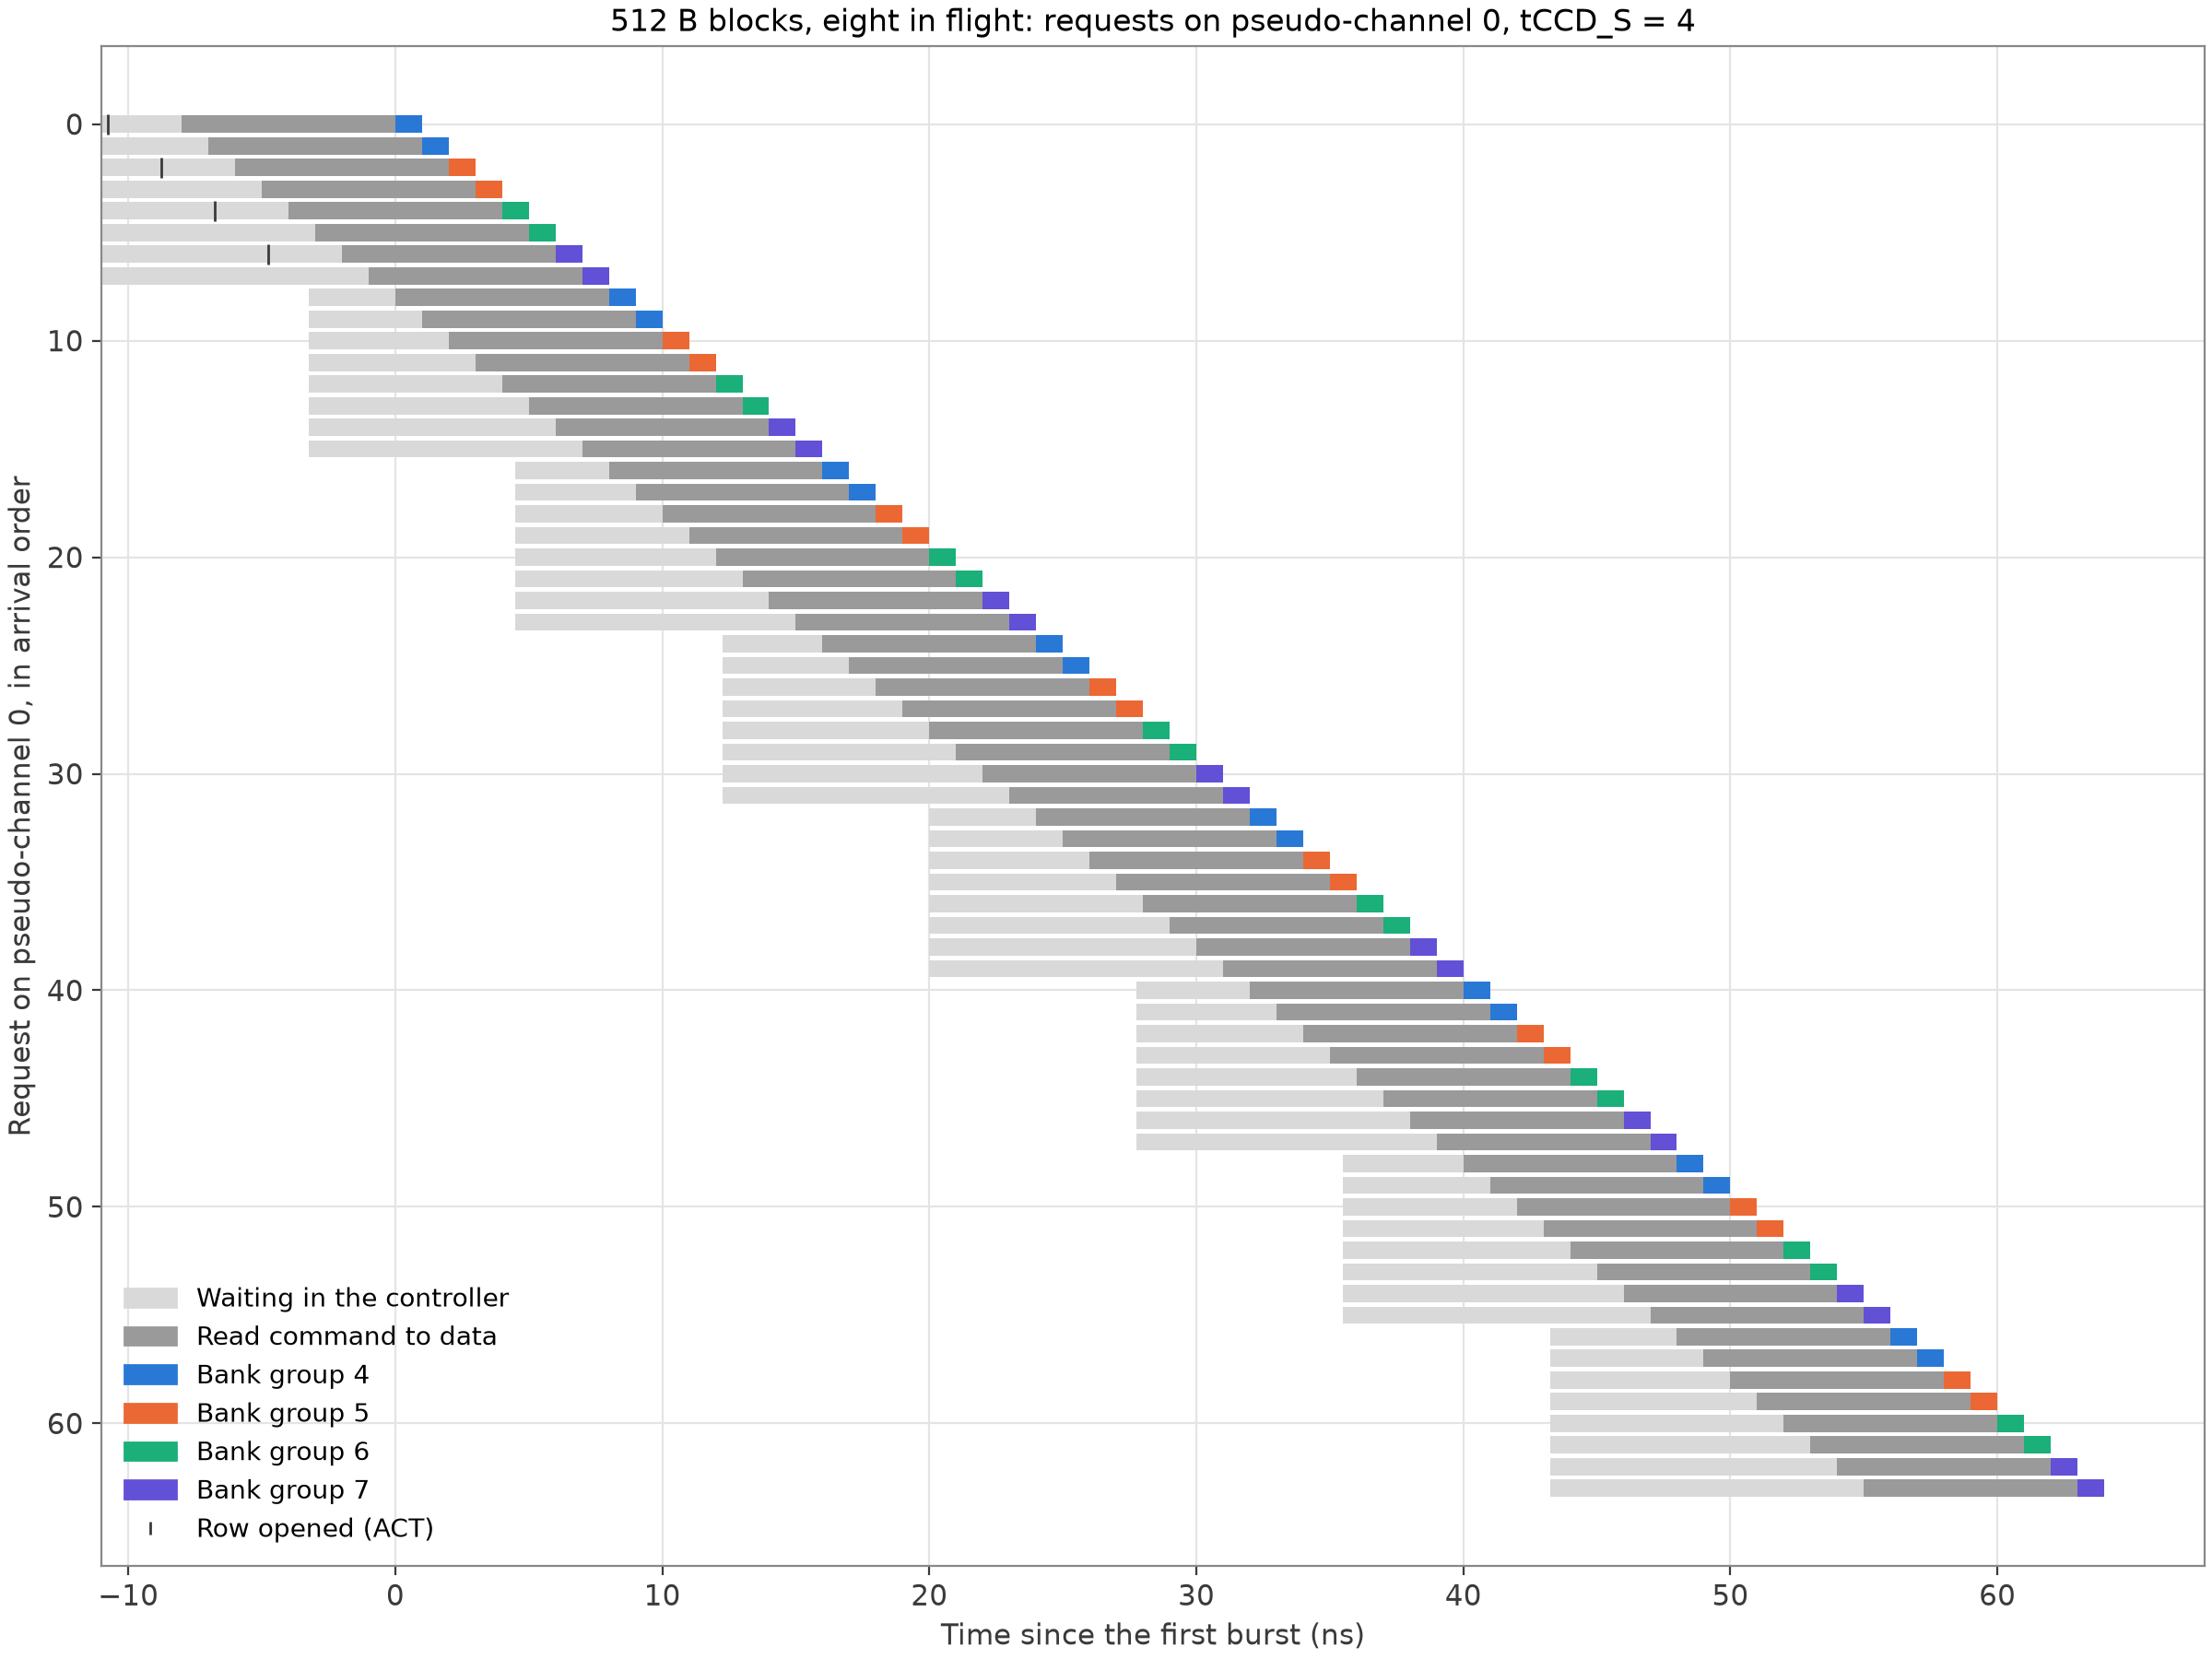 512 B blocks, eight in flight: requests on pseudo-channel 0, tCCD_S = 4
Request on pseudo-channel 0, in arrival order
0
10
20
30
40
50
60
Waiting in the controller
Read command to data
Bank group 4
Bank group 5
Bank group 6
Bank group 7
Row opened (ACT)
−10 0 10 20 30 40 50 60
Time since the first burst (ns)